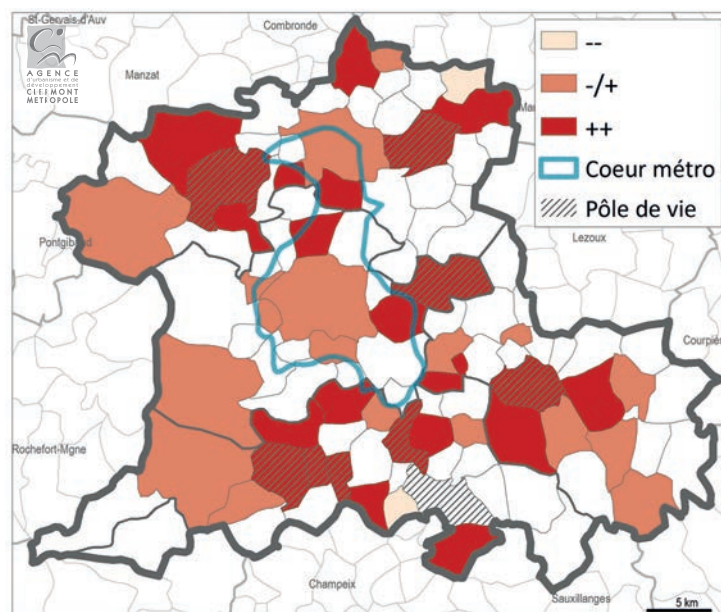 St-Gervais-d'Auv
Combronde
AGENCE
d'urbanisme et de
développement
CLERMONT
METROPOLE
Manzat
--
-/+
++
Coeur métro
Pôle de vie
Pontgibaud
Lezoux
Courpière
Rochefort-Mgne
Champeix
Sauxillanges
5 km